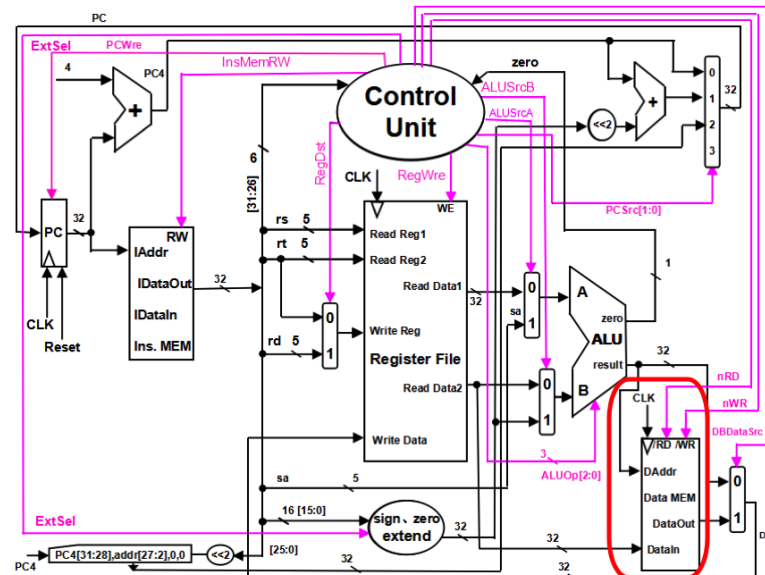 PC
ExtSel
PCWre
InsMemRW
zero
4
PC4
+
Control
Unit
ALUSrcB
ALUSrcA
<<2
+
0
1
2
3
32
6
[31:26]
RegDst
CLK
RegWre
PCSrc[1:0]
PC
32
RW
IAddr
IDataOut
IDataIn
Ins. MEM
32
CLK
Reset
rs 5
rt 5
rd 5
0
1
WE
Read Reg1
Read Reg2
Read Data1
Write Reg
Register File
Read Data2
Write Data
32
sa
0
1
0
1
A
zero
ALU
result
B
1
32
nRD
nWR
CLK
DBDataSrc
/RD /WR
DAddr
Data MEM
DataOut
DataIn
0
1
3
ALUOp[2:0]
sa 5
16 [15:0]
sign、zero
extend
32
32
ExtSel
PC4[31:28],addr[27:2],0,0
<<2
[25:0]
PC4
32
32
D